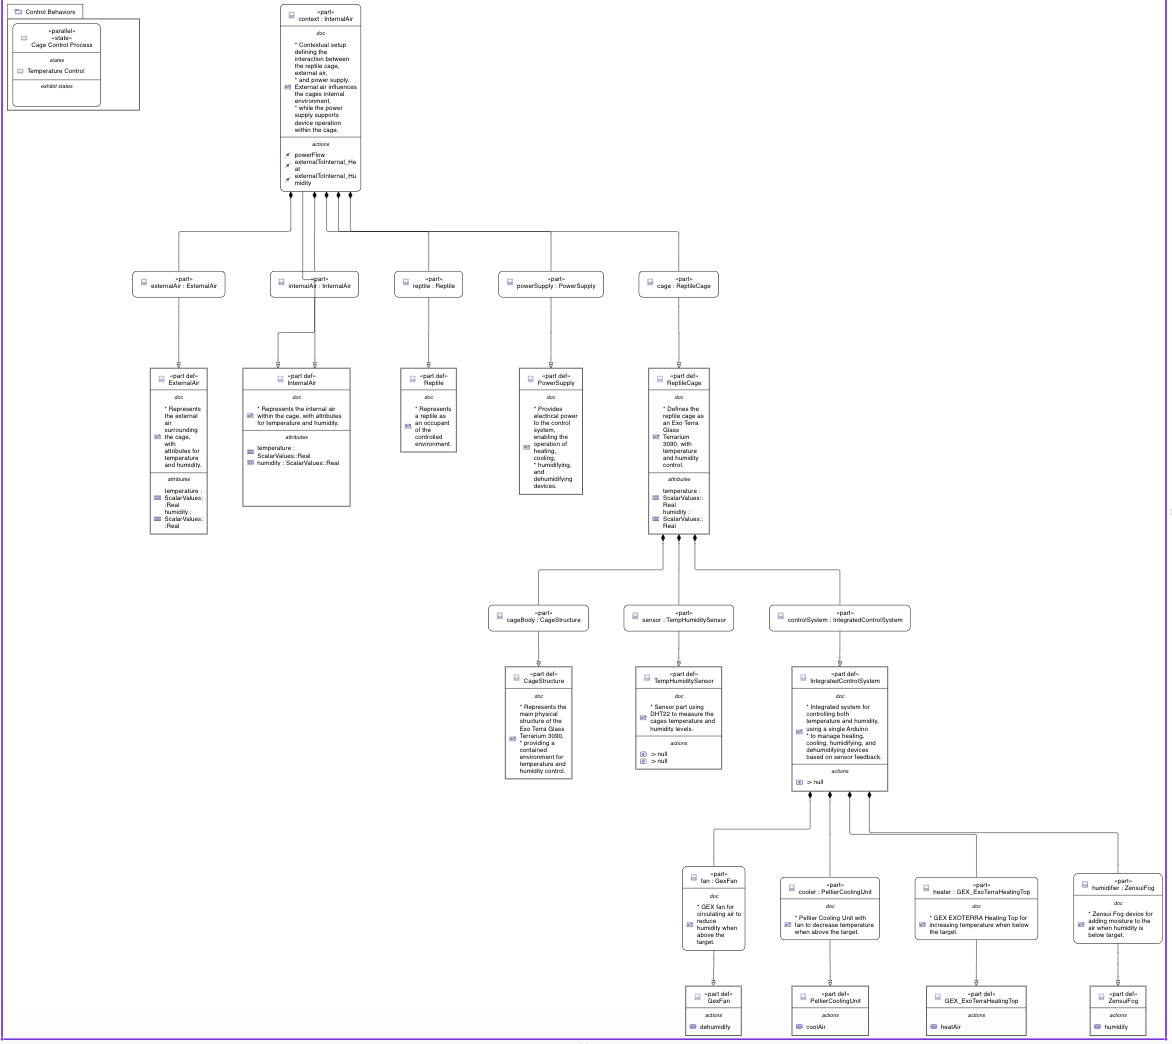 Control Behaviors
«parallel»
«state»
Cage Control Process
states
Temperature Control
exhibit states
«part»
context : InternalAir
doc
* Contextual setup
defining the
interaction between
the reptile cage,
external air,
* and power supply.
External air influences
the cages internal
environment,
* while the power
supply supports
device operation
within the cage.
actions
powerFlow
externalToInternal_He
at
externalToInternal_Hu
midity
«part»
externalAir : ExternalAir
«part»
internalAir : InternalAir
«part»
reptile : Reptile
«part»
powerSupply : PowerSupply
«part»
cage : ReptileCage
«part def»
ExternalAir
doc
* Represents
the external
air
surrounding
the cage,
with
attributes for
temperature
and humidity.
attributes
temperature :
ScalarValues:
:Real
humidity :
ScalarValues:
:Real
«part def»
InternalAir
doc
* Represents the internal air
within the cage, with attributes
for temperature and humidity.
attributes
temperature :
ScalarValues::Real
humidity : ScalarValues::Real
«part def»
Reptile
doc
* Represents
a reptile as
an occupant
of the
controlled
environment.
«part def»
PowerSupply
doc
* Provides
electrical power
to the control
system,
enabling the
operation of
heating,
cooling,
* humidifying,
and
dehumidifying
devices.
«part def»
ReptileCage
doc
* Defines the
reptile cage as
an Exo Terra
Glass
Terrarium
3090, with
temperature
and humidity
control.
attributes
temperature :
ScalarValues::
Real
humidity :
ScalarValues::
Real
«part»
cageBody : CageStructure
«part»
sensor : TempHumiditySensor
«part»
controlSystem : IntegratedControlSystem
«part def»
CageStructure
doc
* Represents the
main physical
structure of the
Exo Terra Glass
Terrarium 3090,
* providing a
contained
environment for
temperature and
humidity control.
«part def»
TempHumiditySensor
doc
* Sensor part using
DHT22 to measure the
cages temperature and
humidity levels.
actions
:> null
:> null
«part def»
IntegratedControlSystem
doc
* Integrated system for
controlling both
temperature and humidity,
using a single Arduino
* to manage heating,
cooling, humidifying, and
dehumidifying devices
based on sensor feedback.
actions
:> null
«part»
fan : GexFan
doc
* GEX fan for
circulating air to
reduce
humidity when
above the
target.
«part»
cooler : PeltierCoolingUnit
doc
* Peltier Cooling Unit with
fan to decrease temperature
when above the target.
«part»
heater : GEX_ExoTerraHeatingTop
doc
* GEX EXOTERRA Heating Top for
increasing temperature when below
the target.
«part»
humidifier : ZensuiFog
doc
* Zensui Fog device for
adding moisture to the
air when humidity is
below target.
«part def»
GexFan
actions
dehumidify
«part def»
PeltierCoolingUnit
actions
coolAir
«part def»
GEX_ExoTerraHeatingTop
actions
heatAir
«part def»
ZensuiFog
actions
humidify